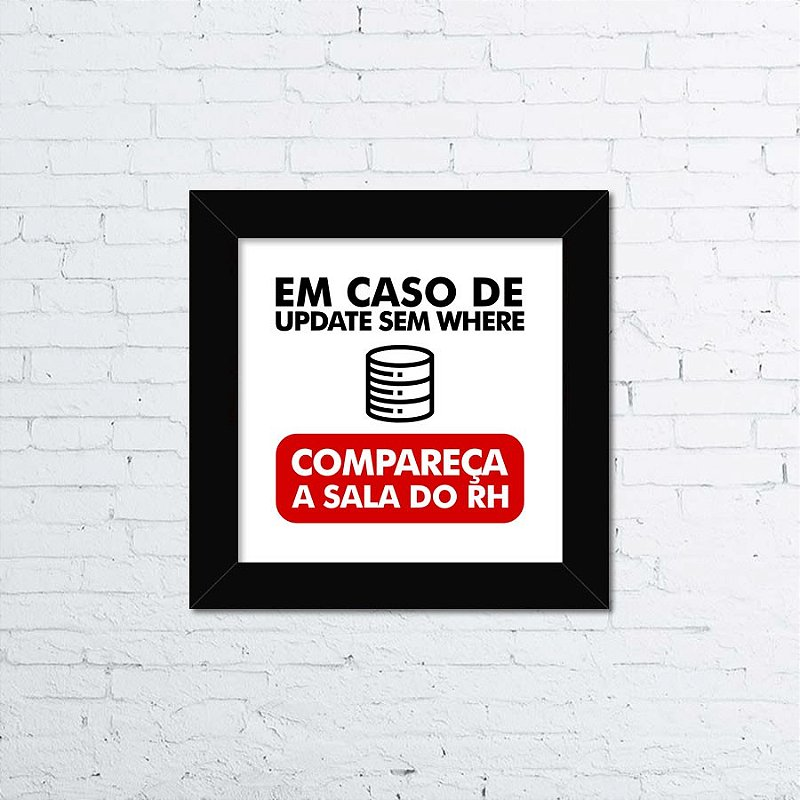 EM CASO DE
UPDATE SEM WHERE
COMPAREÇA
A SALA DO RH